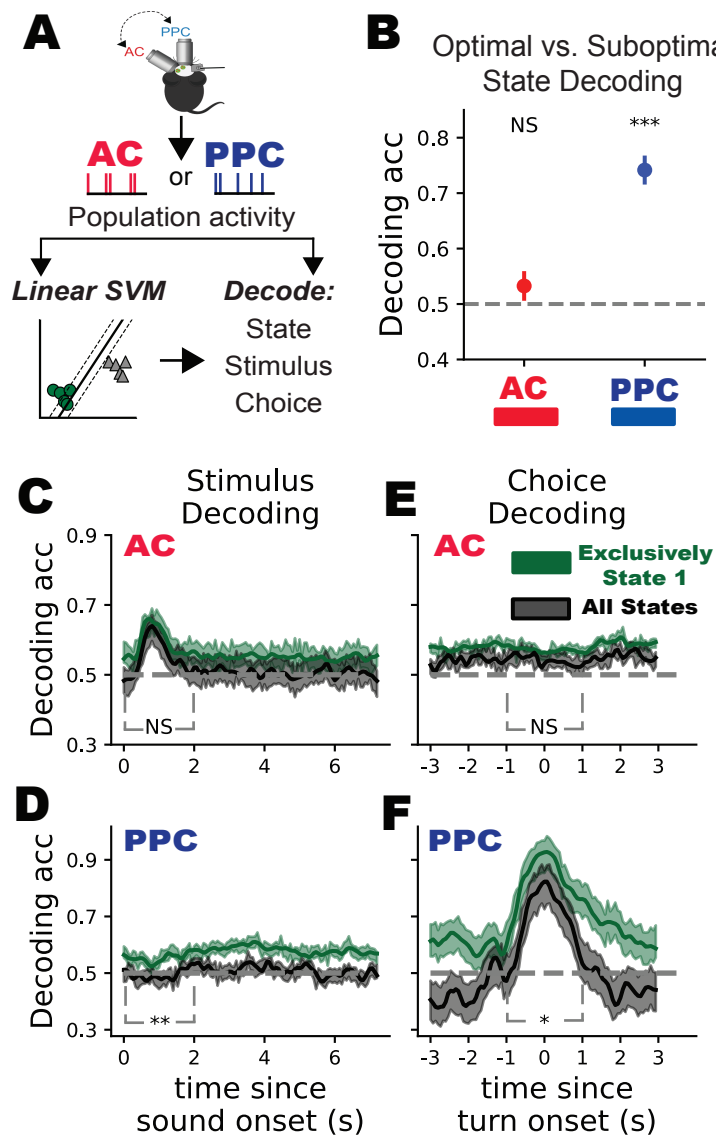 A
PPC
AC
AC
or
PPC
Population activity
Linear SVM
Decode:
State
Stimulus
Choice
B
Optimal vs. Suboptima
State Decoding
NS
***
Decoding acc
0.8
0.7
0.6
0.5
0.4
AC
PPC
C
Stimulus
Decoding
AC
Decoding acc
0.9
0.7
0.5
0.3
NS
0
2
4
6
E
Choice
Decoding
AC
Exclusively
State 1
All States
NS
-3
-2
-1
0
1
2
3
D
PPC
Decoding acc
0.9
0.7
0.5
0.3
**
0
2
4
6
time since
sound onset (s)
F
PPC
*
-3
-2
-1
0
1
2
3
time since
turn onset (s)